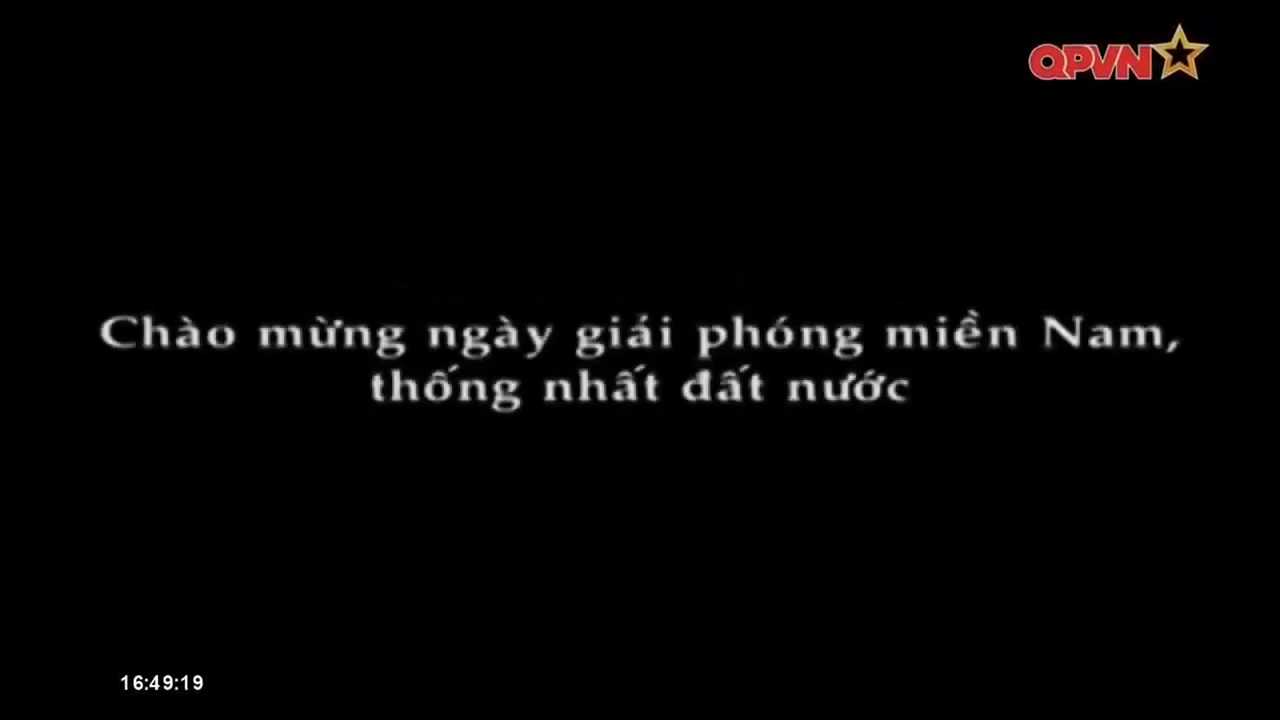 QPVN
Chào mừng ngày giải phóng miền Nam,
thống nhất đất nước
16:49:19